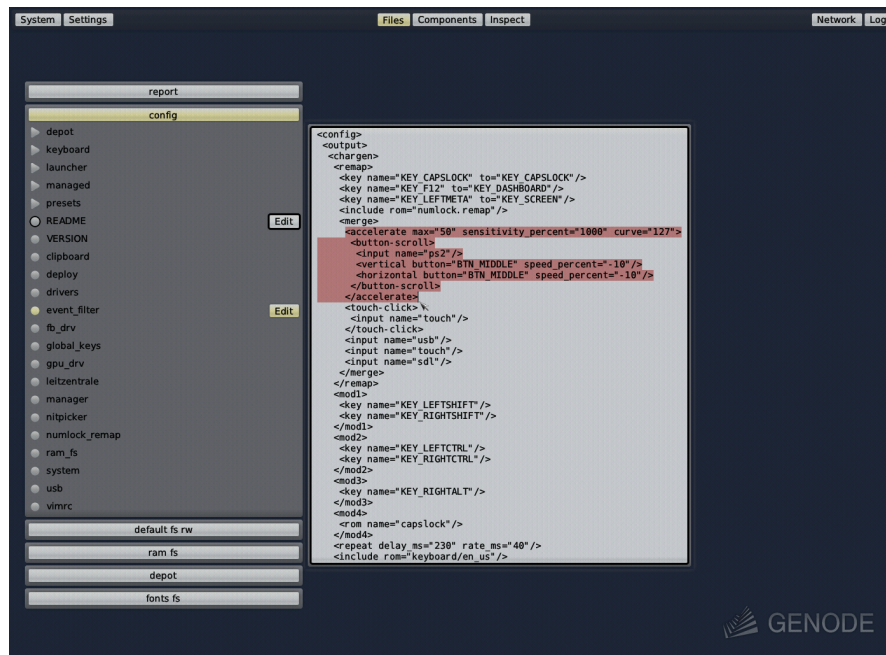 System Settings Files Components Inspect Network Log
report
config
depot
keyboard
launcher
managed
presets
README Edit
VERSION
clipboard
deploy
drivers
event_filter Edit
fb_drv
global_keys
gpu_drv
leitzentrale
manager
nitpicker
numlock_remap
ram_fs
system
usb
vimrc
default fs rw
ram fs
depot
fonts fs
<config>
<output>
<chargen>
<remap>
<key name="KEY_CAPSLOCK" to="KEY_CAPSLOCK"/>
<key name="KEY_F12" to="KEY_DASHBOARD"/>
<key name="KEY_LEFTMETA" to="KEY_SCREEN"/>
<include rom="numlock.remap"/>
<merge>
<accelerate max="50" sensitivity_percent="1000" curve="127">
<button-scroll>
<input name="ps2"/>
<vertical button="BTN_MIDDLE" speed_percent="-10"/>
<horizontal button="BTN_MIDDLE" speed_percent="-10"/>
</button-scroll>
</accelerate>
<touch-click>
<input name="touch"/>
</touch-click>
<input name="usb"/>
<input name="touch"/>
<input name="sdl"/>
</merge>
</remap>
<mod1>
<key name="KEY_LEFTSHIFT"/>
<key name="KEY_RIGHTSHIFT"/>
</mod1>
<mod2>
<key name="KEY_LEFTCTRL"/>
<key name="KEY_RIGHTCTRL"/>
</mod2>
<mod3>
<key name="KEY_RIGHTALT"/>
</mod3>
<mod4>
<rom name="capslock"/>
</mod4>
<repeat delay_ms="230" rate_ms="40"/>
<include rom="keyboard/en_us"/>
GENODE